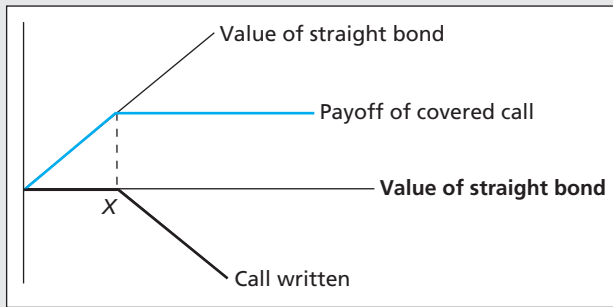 Value of straight bond
Payoff of covered call
Value of straight bond
X
Call written